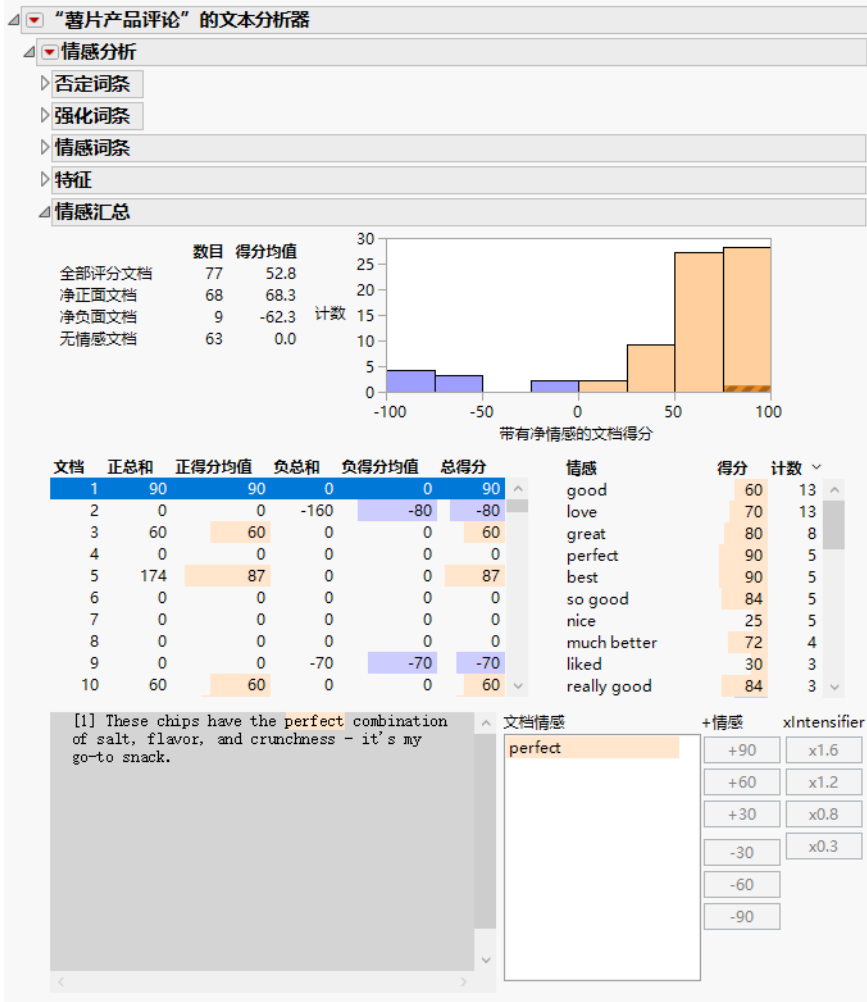 “薯片产品评论”的文本分析器
情感分析
否定词条
强化词条
情感词条
特征
情感汇总
数目 得分均值
全部评分文档 77 52.8
净正面文档 68 68.3
净负面文档 9 -62.3
无情感文档 63 0.0
计数
30
25
20
15
10
5
0
-100 -50 0 50 100
带有净情感的文档得分
文档 正总和 正得分均值 负总和 负得分均值 总得分
1 90 90 0 0 90
2 0 0 -160 -80 -80
3 60 60 0 0 60
4 0 0 0 0 0
5 174 87 0 0 87
6 0 0 0 0 0
7 0 0 0 0 0
8 0 0 0 0 0
9 0 0 -70 -70 -70
10 60 60 0 0 60
情感 得分 计数
good 60 13
love 70 13
great 80 8
perfect 90 5
best 90 5
so good 84 5
nice 25 5
much better 72 4
liked 30 3
really good 84 3
[1] These chips have the perfect combination
of salt, flavor, and crunchness - it's my
go-to snack.
文档情感
perfect
+情感 xIntensifier
+90 x1.6
+60 x1.2
+30 x0.8
-30 x0.3
-60
-90